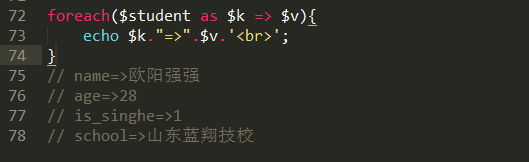 72 foreach($student as $k => $v){
73     echo $k."=>".$v.'<br>';
74 }
75 // name=>欧阳强强
76 // age=>28
77 // is_singhe=>1
78 // school=>山东蓝翔技校